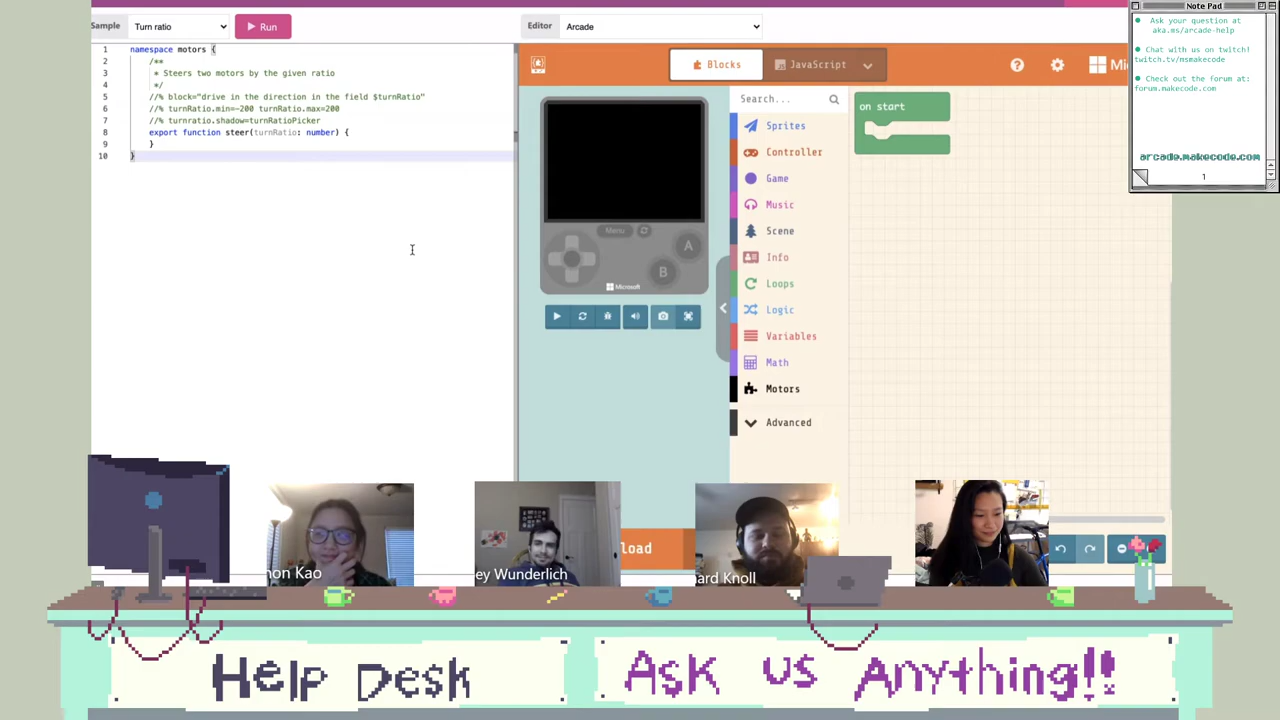 Sample
Turn ratio
Run
Editor
Arcade
1 namespace motors {
2 /**
3 * Steers two motors by the given ratio
4 */
5 //% block="drive in the direction in the field $turnRatio"
6 //% turnRatio.min=-200 turnRatio.max=200
7 //% turnratio.shadow=turnRatioPicker
8 export function steer(turnRatio: number) {
9 }
10 }
Blocks
JavaScript
Search...
Sprites
Controller
Game
Music
Scene
Info
Loops
Logic
Variables
Math
Motors
Advanced
on start
Menu
A
B
Microsoft
Note Pad
Ask your question at
aka.ms/arcade-help
Chat with us on twitch!
twitch.tv/msmakecode
Check out the forum at:
forum.makecode.com
arcade.makecode.com
1
non Kao
ey Wunderlich
ard Knoll
load
Help Desk
Ask us Anything!!